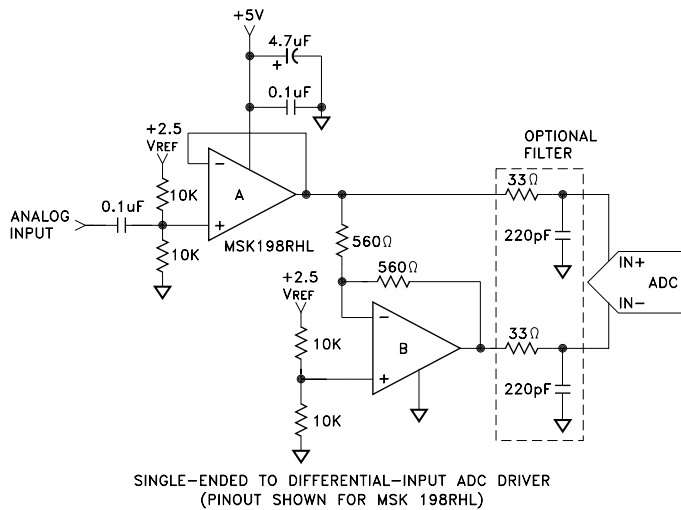 +5V
4.7uF
+
0.1uF
+2.5
VREF
10K
ANALOG
INPUT
0.1uF
10K
−
A
+
MSK198RHL
OPTIONAL
FILTER
33Ω
220pF
560Ω
560Ω
IN+
ADC
IN−
+2.5
VREF
10K
10K
−
B
+
33Ω
220pF
SINGLE−ENDED TO DIFFERENTIAL−INPUT ADC DRIVER
(PINOUT SHOWN FOR MSK 198RHL)